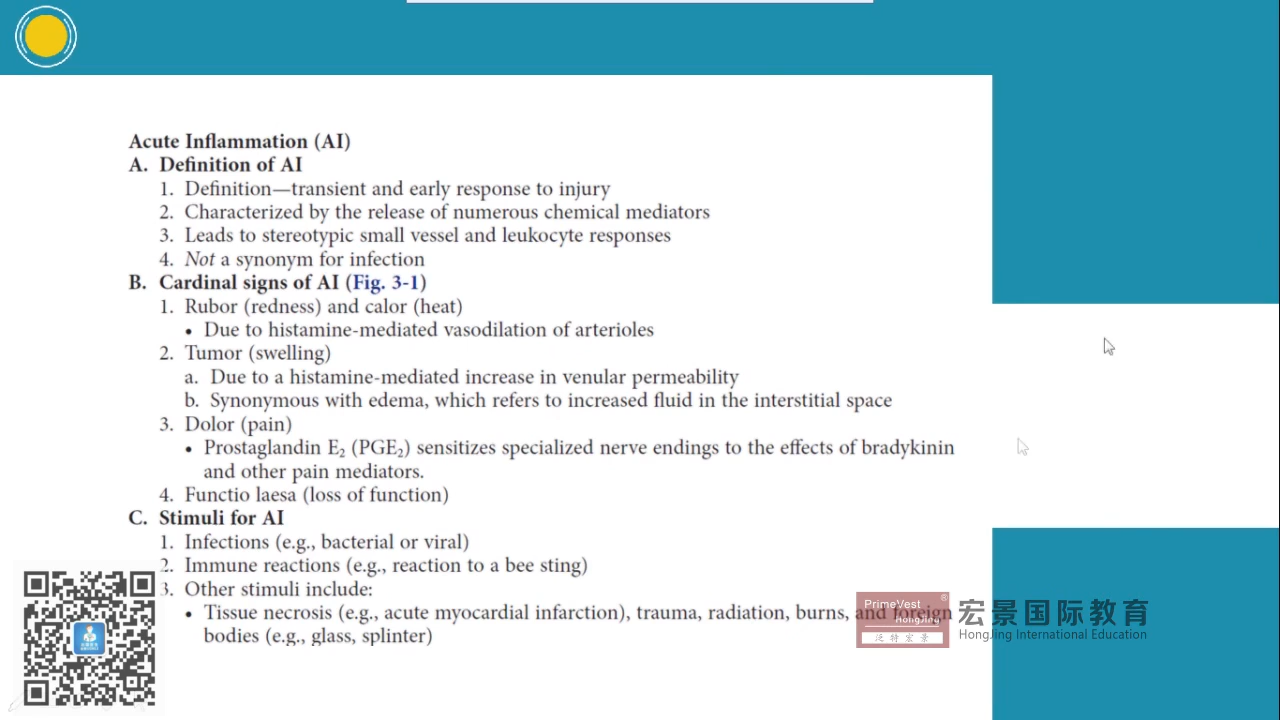 Acute Inflammation (AI)
A. Definition of AI
1. Definition—transient and early response to injury
2. Characterized by the release of numerous chemical mediators
3. Leads to stereotypic small vessel and leukocyte responses
4. Not a synonym for infection
B. Cardinal signs of AI (Fig. 3-1)
1. Rubor (redness) and calor (heat)
• Due to histamine-mediated vasodilation of arterioles
2. Tumor (swelling)
a. Due to a histamine-mediated increase in venular permeability
b. Synonymous with edema, which refers to increased fluid in the interstitial space
3. Dolor (pain)
• Prostaglandin E₂ (PGE₂) sensitizes specialized nerve endings to the effects of bradykinin
and other pain mediators.
4. Functio laesa (loss of function)
C. Stimuli for AI
1. Infections (e.g., bacterial or viral)
2. Immune reactions (e.g., reaction to a bee sting)
3. Other stimuli include:
• Tissue necrosis (e.g., acute myocardial infarction), trauma, radiation, burns, and foreign
bodies (e.g., glass, splinter)
PrimeVest ®
HongJing
泛特宏景
宏景国际教育
HongJing International Education